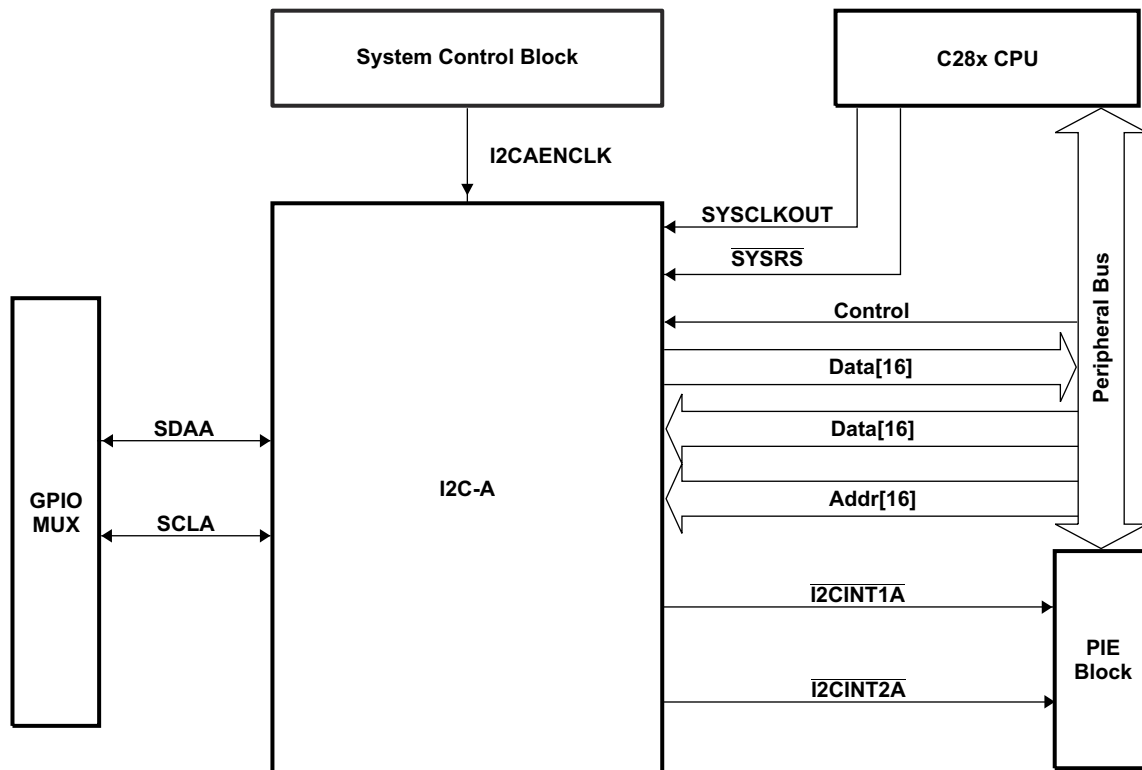 System Control Block
C28x CPU
I2CAENCLK
SYSCLKOUT
SYSRS
Control
Data[16]
Data[16]
Addr[16]
Peripheral Bus
SDAA
I2C-A
GPIO
MUX
SCLA
I2CINT1A
PIE
Block
I2CINT2A